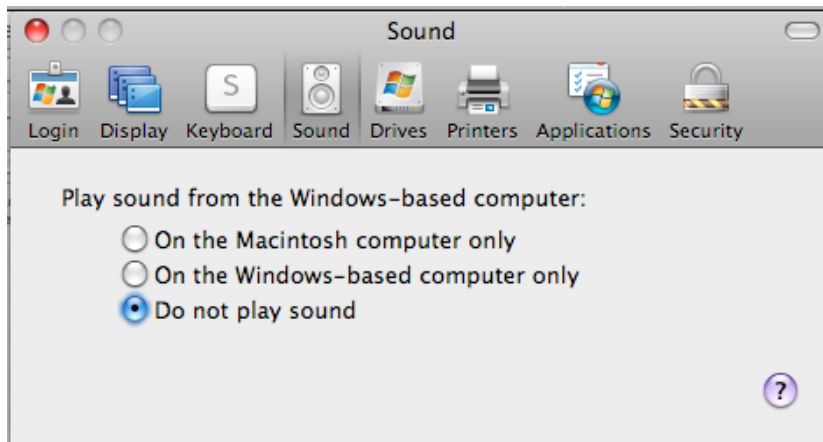 Sound
S
Login Display Keyboard Sound Drives Printers Applications Security
Play sound from the Windows-based computer:
On the Macintosh computer only
On the Windows-based computer only
Do not play sound
?